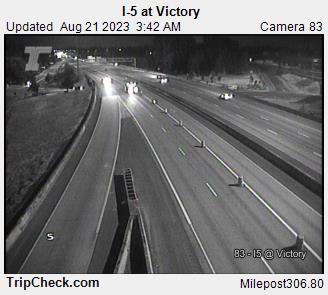 I-5 at Victory
Updated Aug 21 2023 3:42 AM Camera 83
S
83 - I5 @ Victory
TripCheck.com Milepost306.80